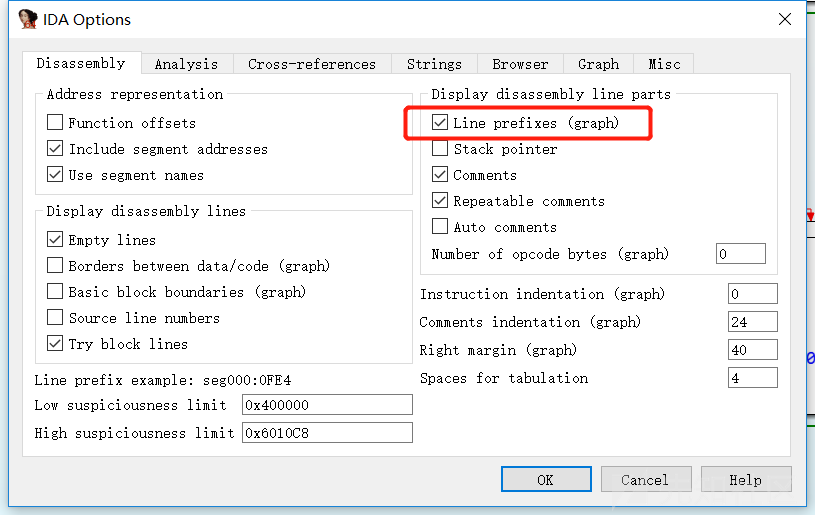 IDA Options
Disassembly Analysis Cross-references Strings Browser Graph Misc
Address representation
Function offsets
Include segment addresses
Use segment names
Display disassembly lines
Empty lines
Borders between data/code (graph)
Basic block boundaries (graph)
Source line numbers
Try block lines
Line prefix example: seg000:0FE4
Low suspiciousness limit 0x400000
High suspiciousness limit 0x6010C8
Display disassembly line parts
Line prefixes (graph)
Stack pointer
Comments
Repeatable comments
Auto comments
Number of opcode bytes (graph) 0
Instruction indentation (graph) 0
Comments indentation (graph) 24
Right margin (graph) 40
Spaces for tabulation 4
OK Cancel Help